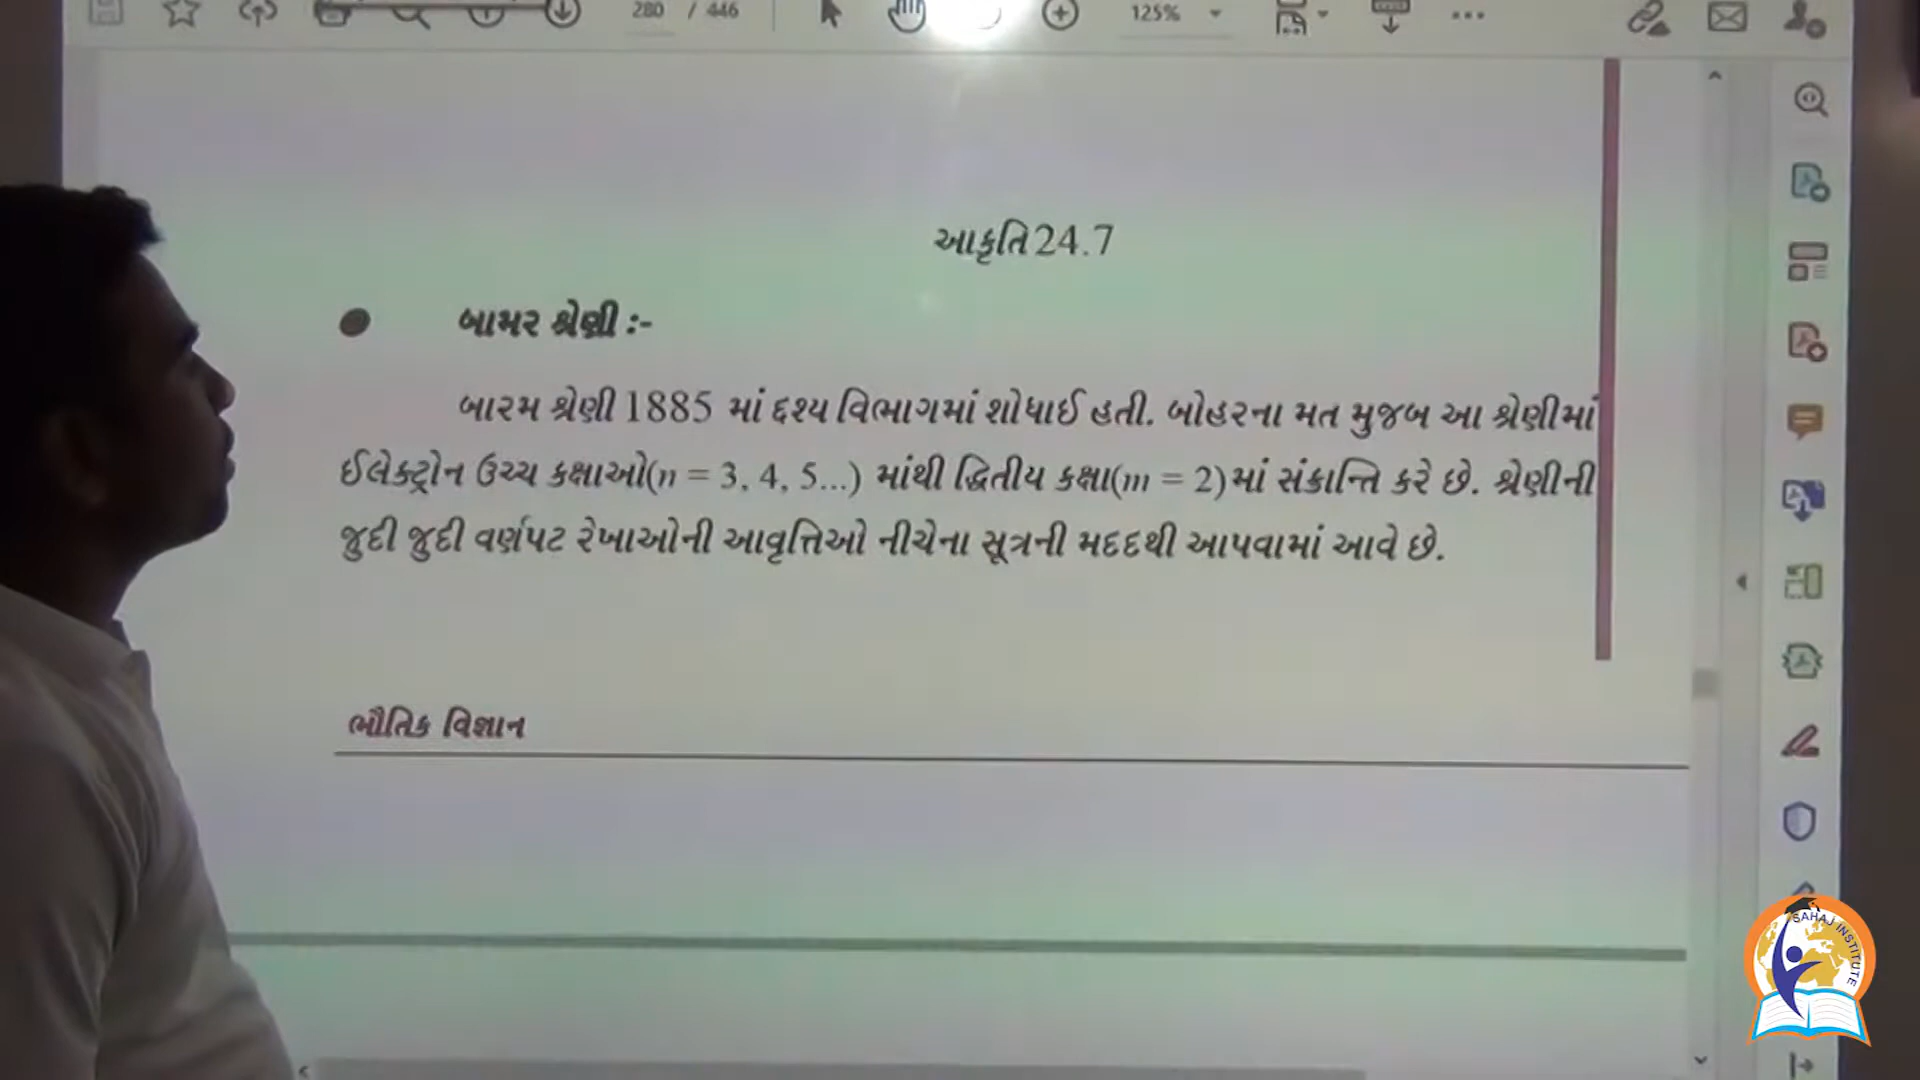 280 / 446
125%
આકૃતિ 24.7
● બામર શ્રેણી :-
બારમ શ્રેણી 1885 માં દ્દશ્ય વિભાગમાં શોધાઈ હતી. બોહરના મત મુજબ આ શ્રેણીમાં
ઈલેક્ટ્રોન ઉચ્ચ કક્ષાઓ(n = 3, 4, 5...) માંથી દ્વિતીય કક્ષા(m = 2)માં સંક્રાન્તિ કરે છે. શ્રેણીની
જુદી જુદી વર્ણપટ રેખાઓની આવૃત્તિઓ નીચેના સૂત્રની મદદથી આપવામાં આવે છે.
ભૌતિક વિજ્ઞાન
SAHAJ INSTITUTE